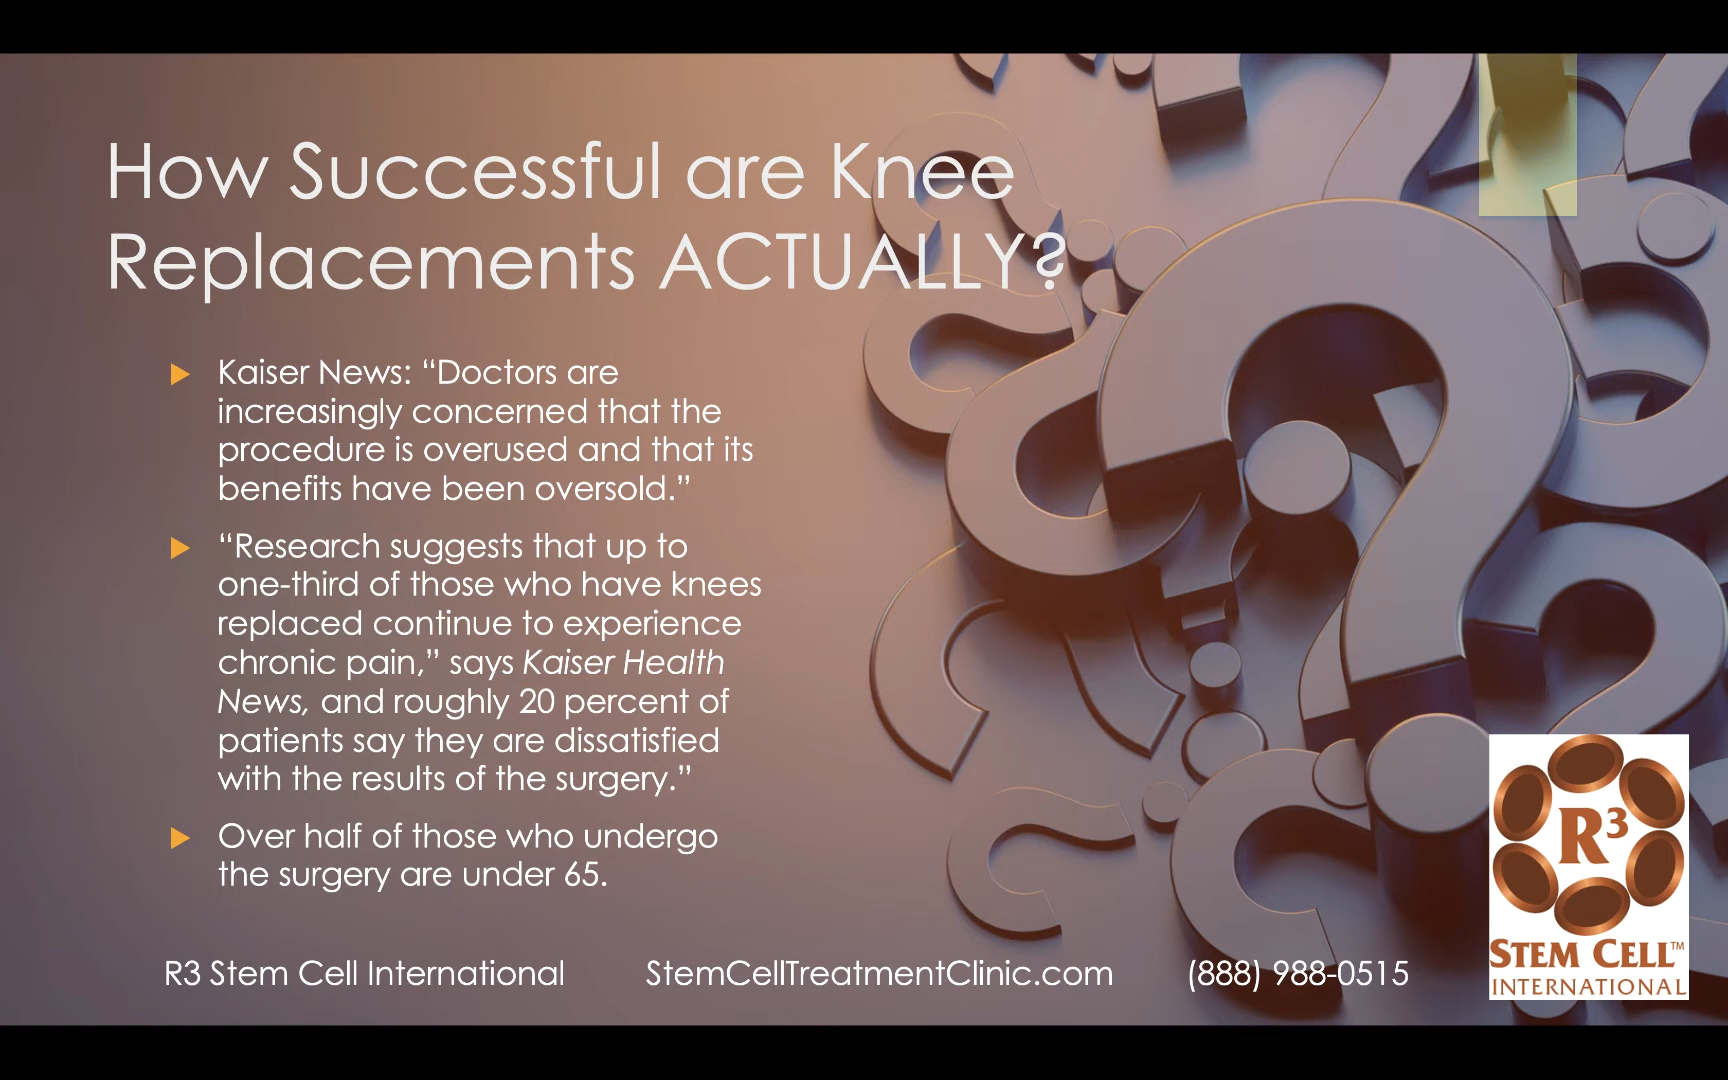 How Successful are Knee
Replacements ACTUALLY?
Kaiser News: “Doctors are
increasingly concerned that the
procedure is overused and that its
benefits have been oversold.”
“Research suggests that up to
one-third of those who have knees
replaced continue to experience
chronic pain,” says Kaiser Health
News, and roughly 20 percent of
patients say they are dissatisfied
with the results of the surgery.”
Over half of those who undergo
the surgery are under 65.
R3 Stem Cell International StemCellTreatmentClinic.com (888) 988-0515
R3
STEM CELL™
INTERNATIONAL